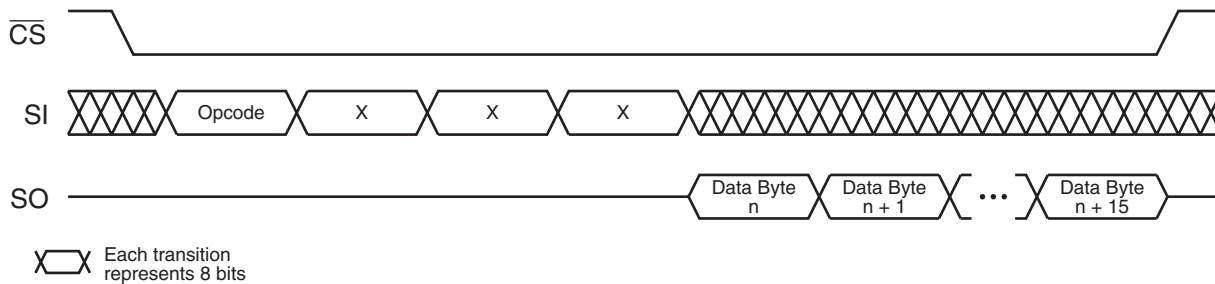 CS
SI
Opcode
X
X
X
SO
Data Byte
n
Data Byte
n + 1
•••
Data Byte
n + 15
Each transition
represents 8 bits